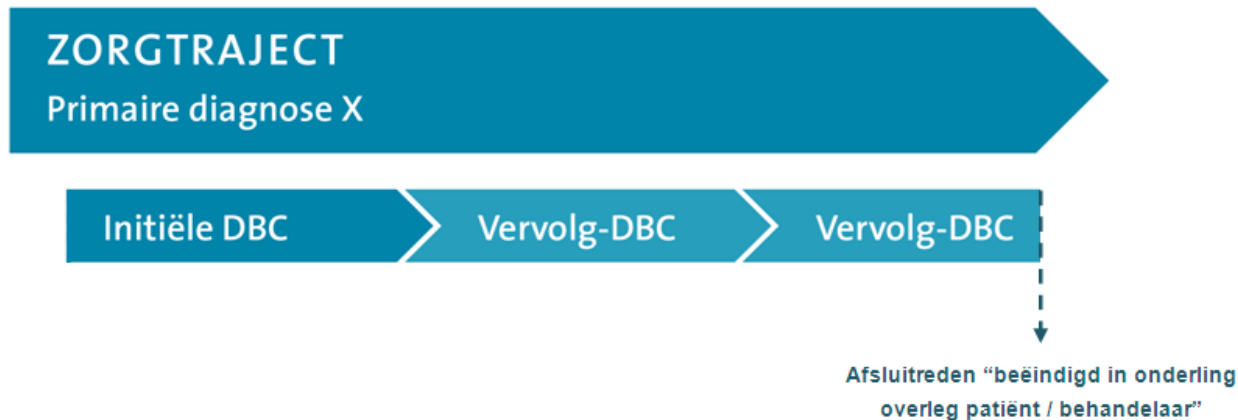 ZORGTRAJECT
Primaire diagnose X
Initiële DBC
Vervolg-DBC
Vervolg-DBC
Afsluitreden “beëindigd in onderling
overleg patiënt / behandelaar”